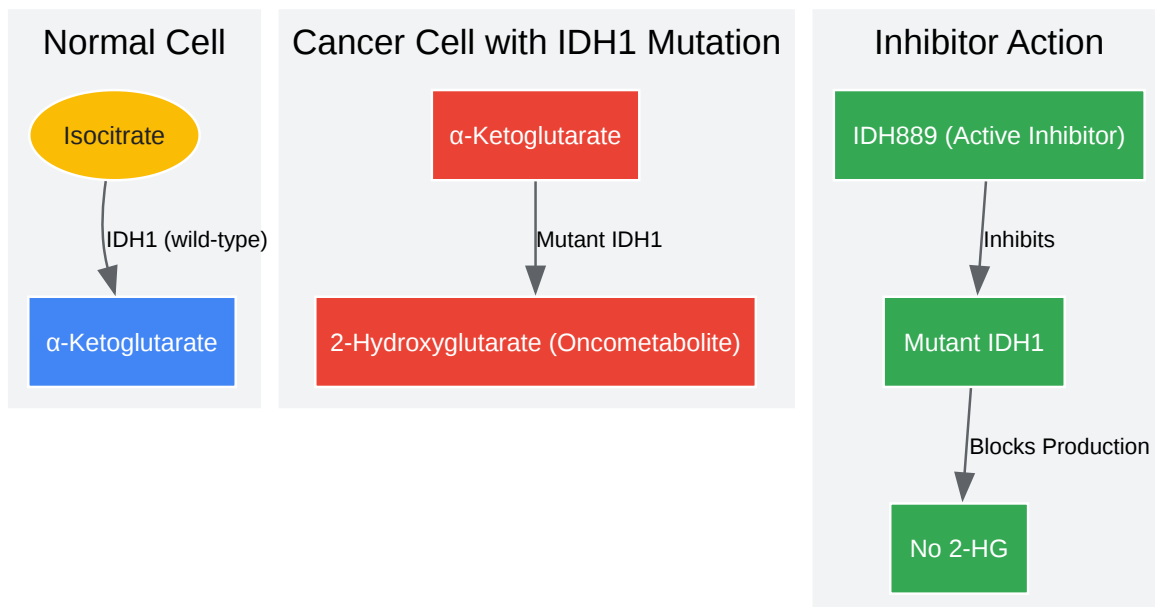 Normal Cell
Isocitrate
IDH1 (wild-type)
α-Ketoglutarate
Cancer Cell with IDH1 Mutation
α-Ketoglutarate
Mutant IDH1
2-Hydroxyglutarate (Oncometabolite)
Inhibitor Action
IDH889 (Active Inhibitor)
Inhibits
Mutant IDH1
Blocks Production
No 2-HG